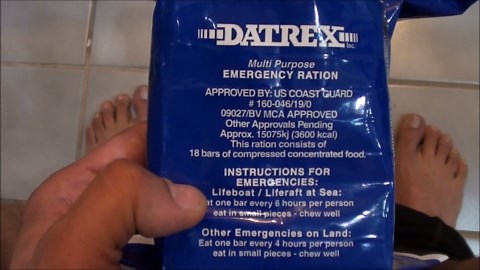 DATREX Inc.
Multi Purpose
EMERGENCY RATION
APPROVED BY: US COAST GUARD
# 160-046/19/0
09027/BV MCA APPROVED
Other Approvals Pending
Approx. 15075kj (3600 kcal)
This ration consists of
18 bars of compressed concentrated food.
INSTRUCTIONS FOR
EMERGENCIES:
Lifeboat / Liferaft at Sea:
Eat one bar every 6 hours per person
eat in small pieces - chew well
Other Emergencies on Land:
Eat one bar every 4 hours per person
eat in small pieces - chew well